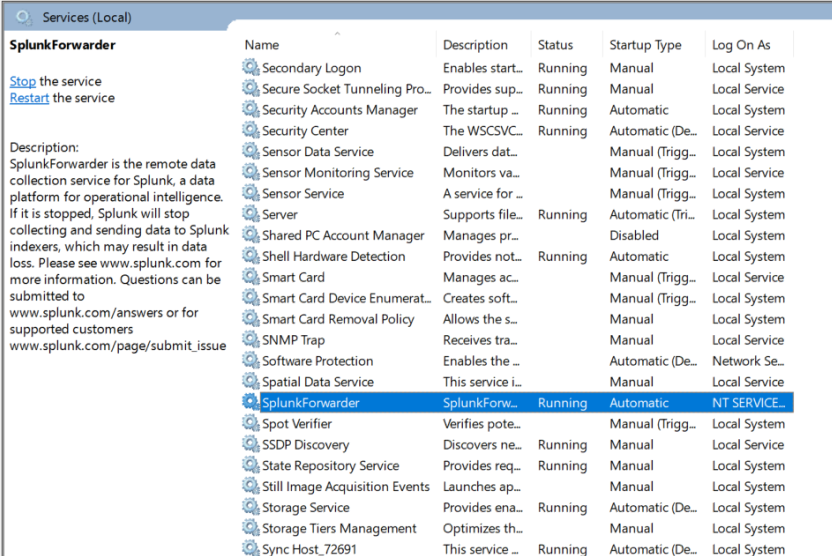 Services (Local)
SplunkForwarder
Stop the service
Restart the service
Description:
SplunkForwarder is the remote data
collection service for Splunk, a data
platform for operational intelligence.
If it is stopped, Splunk will stop
collecting and sending data to Splunk
indexers, which may result in data
loss. Please see www.splunk.com for
more information. Questions can be
submitted to
www.splunk.com/answers or for
supported customers
www.splunk.com/page/submit_issue
Name Description Status Startup Type Log On As
Secondary Logon Enables start... Running Manual Local System
Secure Socket Tunneling Pro... Provides sup... Running Manual Local Service
Security Accounts Manager The startup ... Running Automatic Local System
Security Center The WSCSVC... Running Automatic (De... Local Service
Sensor Data Service Delivers dat... Manual (Trigg... Local System
Sensor Monitoring Service Monitors va... Manual (Trigg... Local Service
Sensor Service A service for ... Manual (Trigg... Local System
Server Supports file... Running Automatic (Tri... Local System
Shared PC Account Manager Manages pr... Disabled Local System
Shell Hardware Detection Provides not... Running Automatic Local System
Smart Card Manages ac... Manual (Trigg... Local Service
Smart Card Device Enumerat... Creates soft... Manual (Trigg... Local System
Smart Card Removal Policy Allows the s... Manual Local System
SNMP Trap Receives tra... Manual Local Service
Software Protection Enables the ... Automatic (De... Network Se...
Spatial Data Service This service i... Manual Local Service
SplunkForwarder SplunkForw... Running Automatic NT SERVICE...
Spot Verifier Verifies pote... Manual (Trigg... Local System
SSDP Discovery Discovers ne... Running Manual Local Service
State Repository Service Provides req... Running Manual Local System
Still Image Acquisition Events Launches ap... Manual Local System
Storage Service Provides ena... Running Automatic (De... Local System
Storage Tiers Management Optimizes th... Manual Local System
Sync Host_72691 This service ... Running Automatic (De... Local System